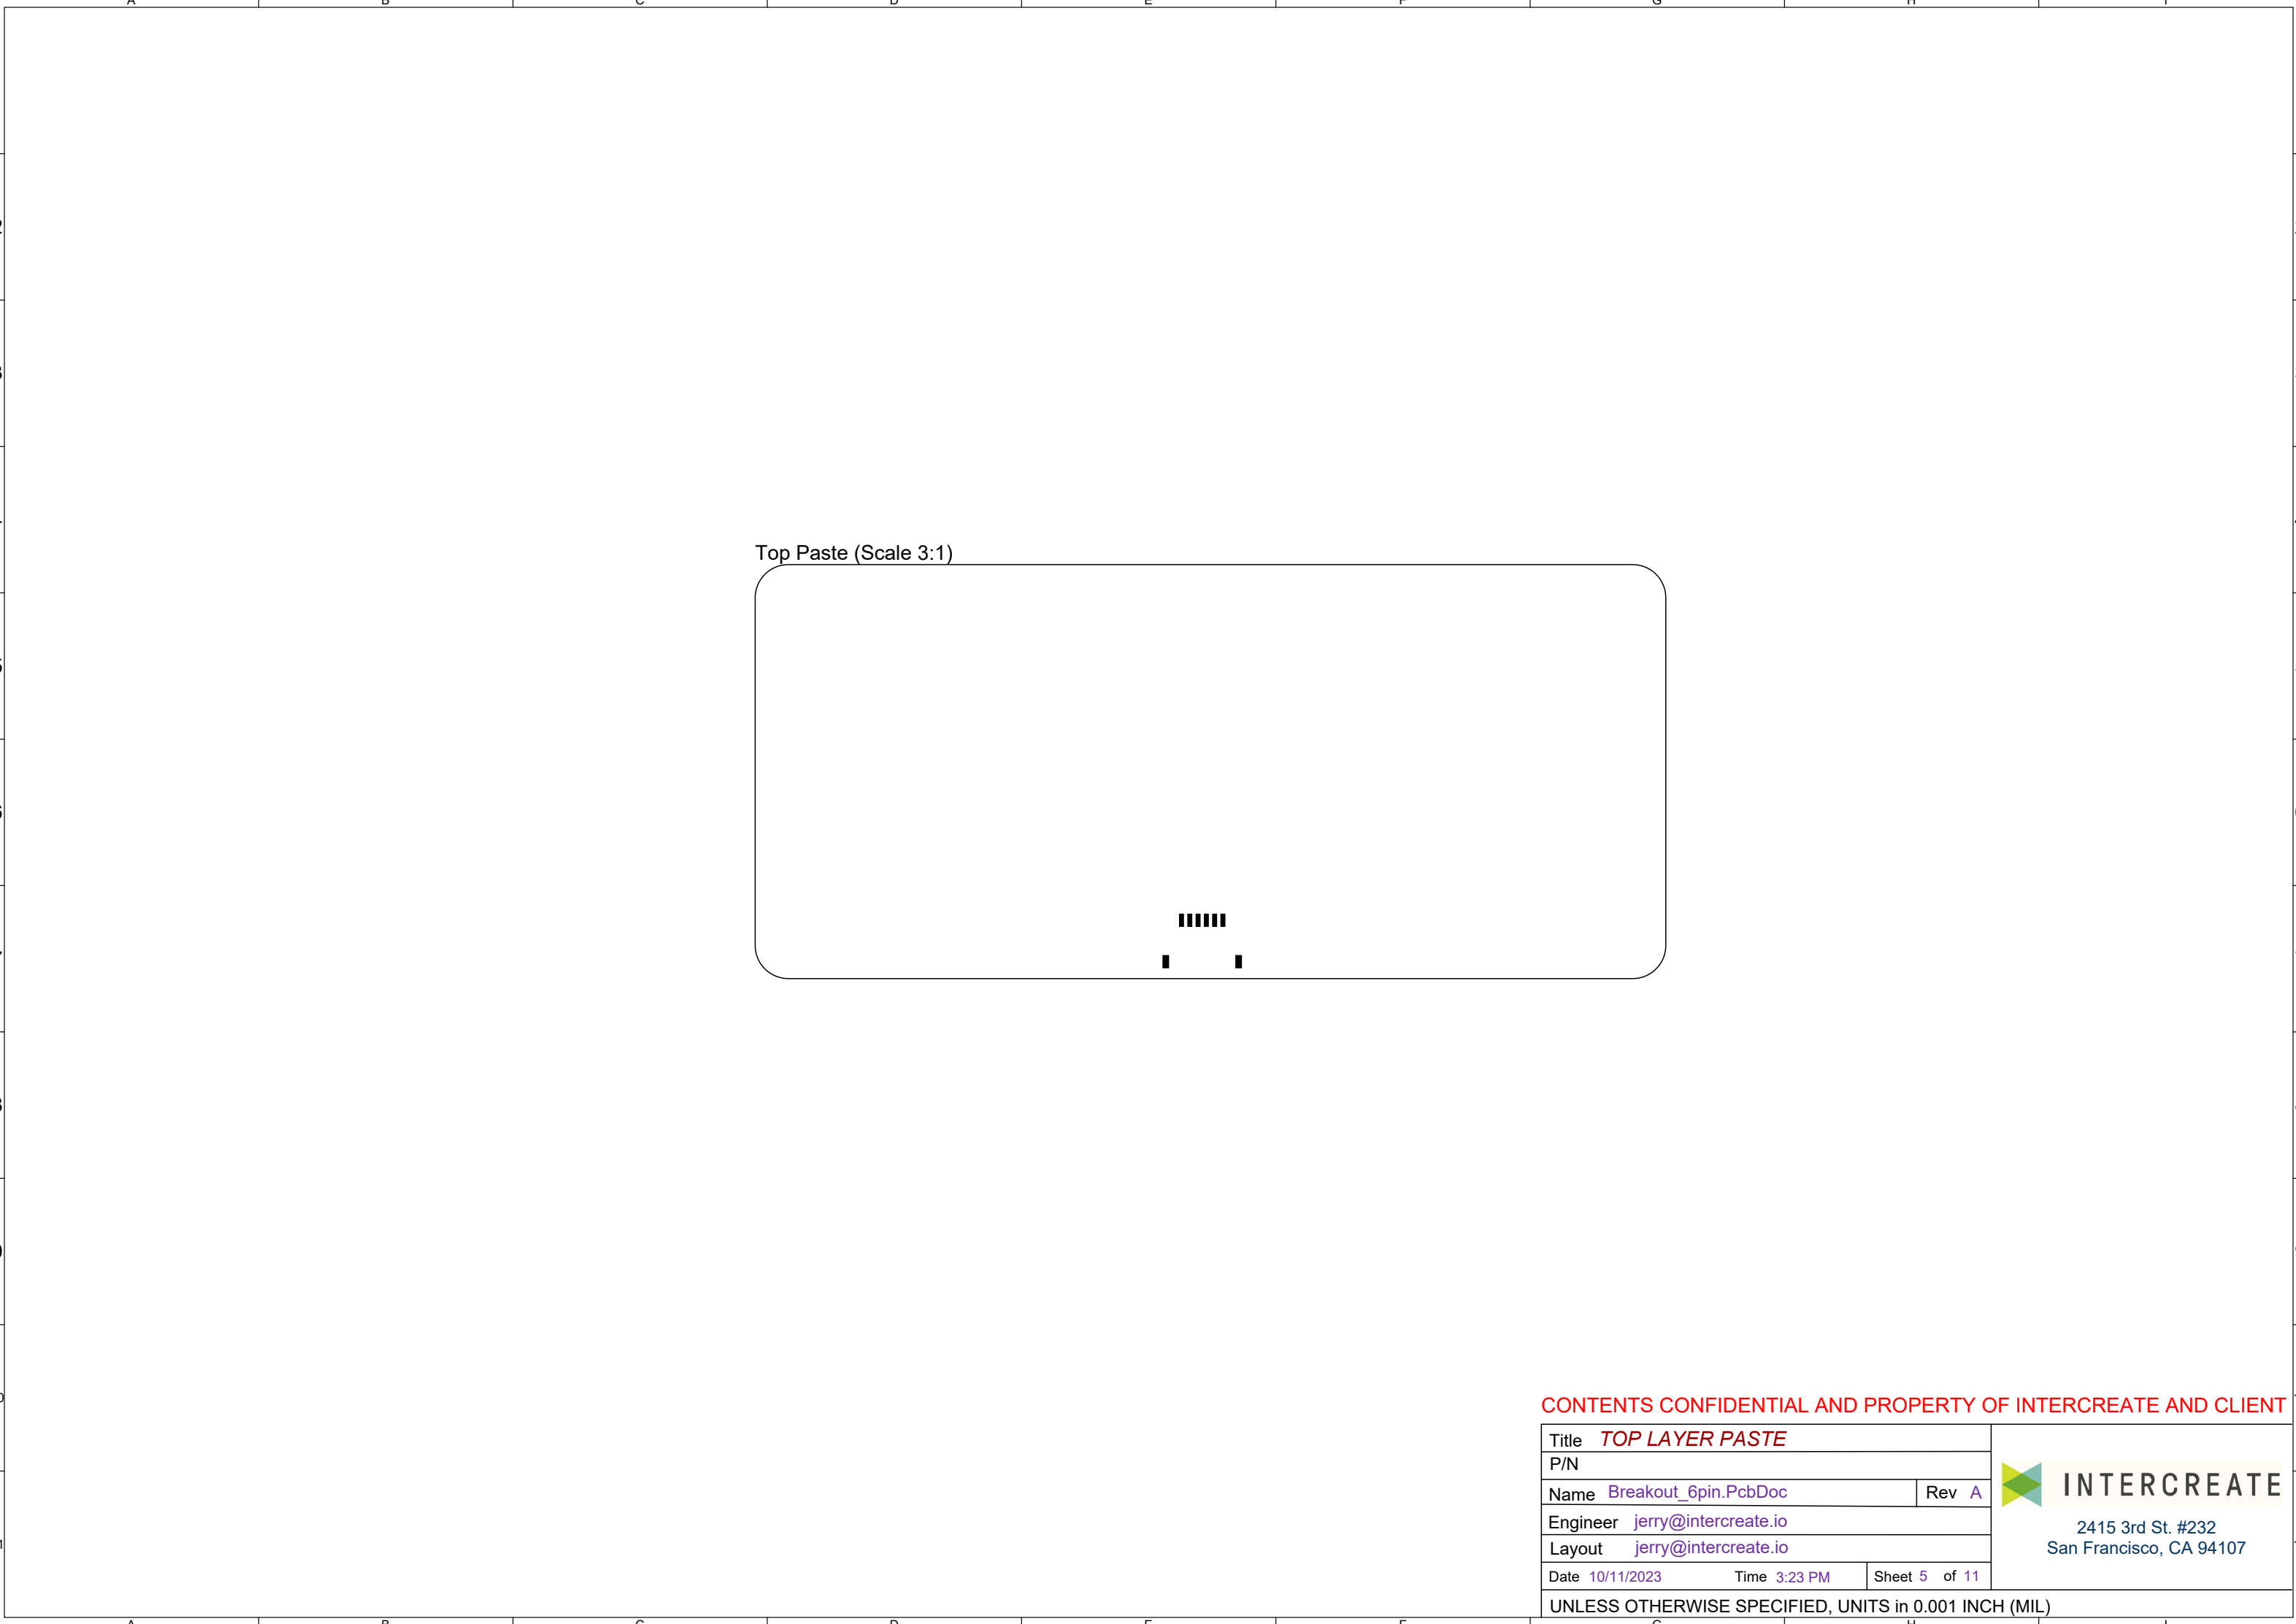 Top Paste (Scale 3:1)
CONTENTS CONFIDENTIAL AND PROPERTY OF INTERCREATE AND CLIENT
Title TOP LAYER PASTE
P/N
Name Breakout_6pin.PcbDoc Rev A
Engineer jerry@intercreate.io
Layout jerry@intercreate.io
Date 10/11/2023 Time 3:23 PM Sheet 5 of 11
UNLESS OTHERWISE SPECIFIED, UNITS in 0.001 INCH (MIL)
INTERCREATE
2415 3rd St. #232
San Francisco, CA 94107